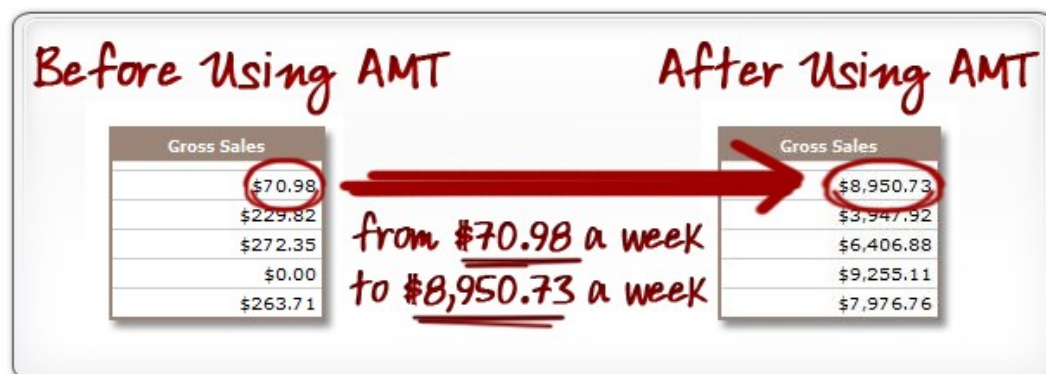 Before Using AMT
After Using AMT
Gross Sales
$70.98
$229.82
$272.35
$0.00
$263.71
from $70.98 a week
to $8,950.73 a week
Gross Sales
$8,950.73
$3,947.92
$6,406.88
$9,255.11
$7,976.76